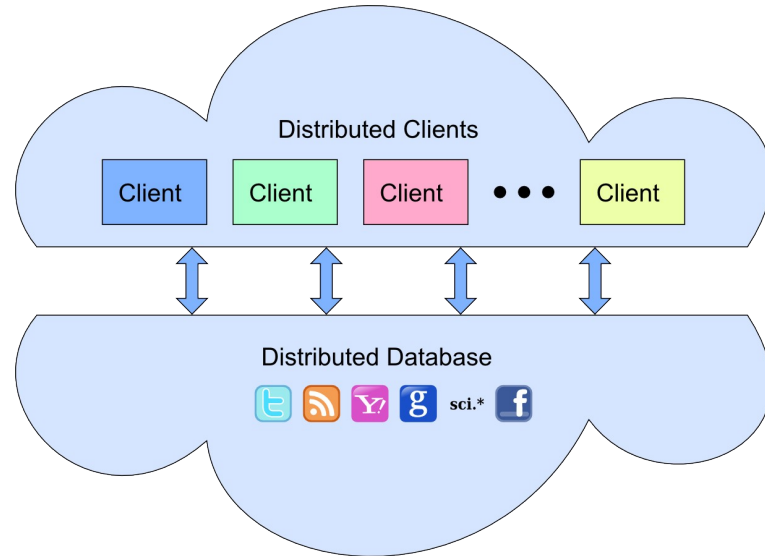 Distributed Clients
Client Client Client Client
Distributed Database
t Y! g sci.* f